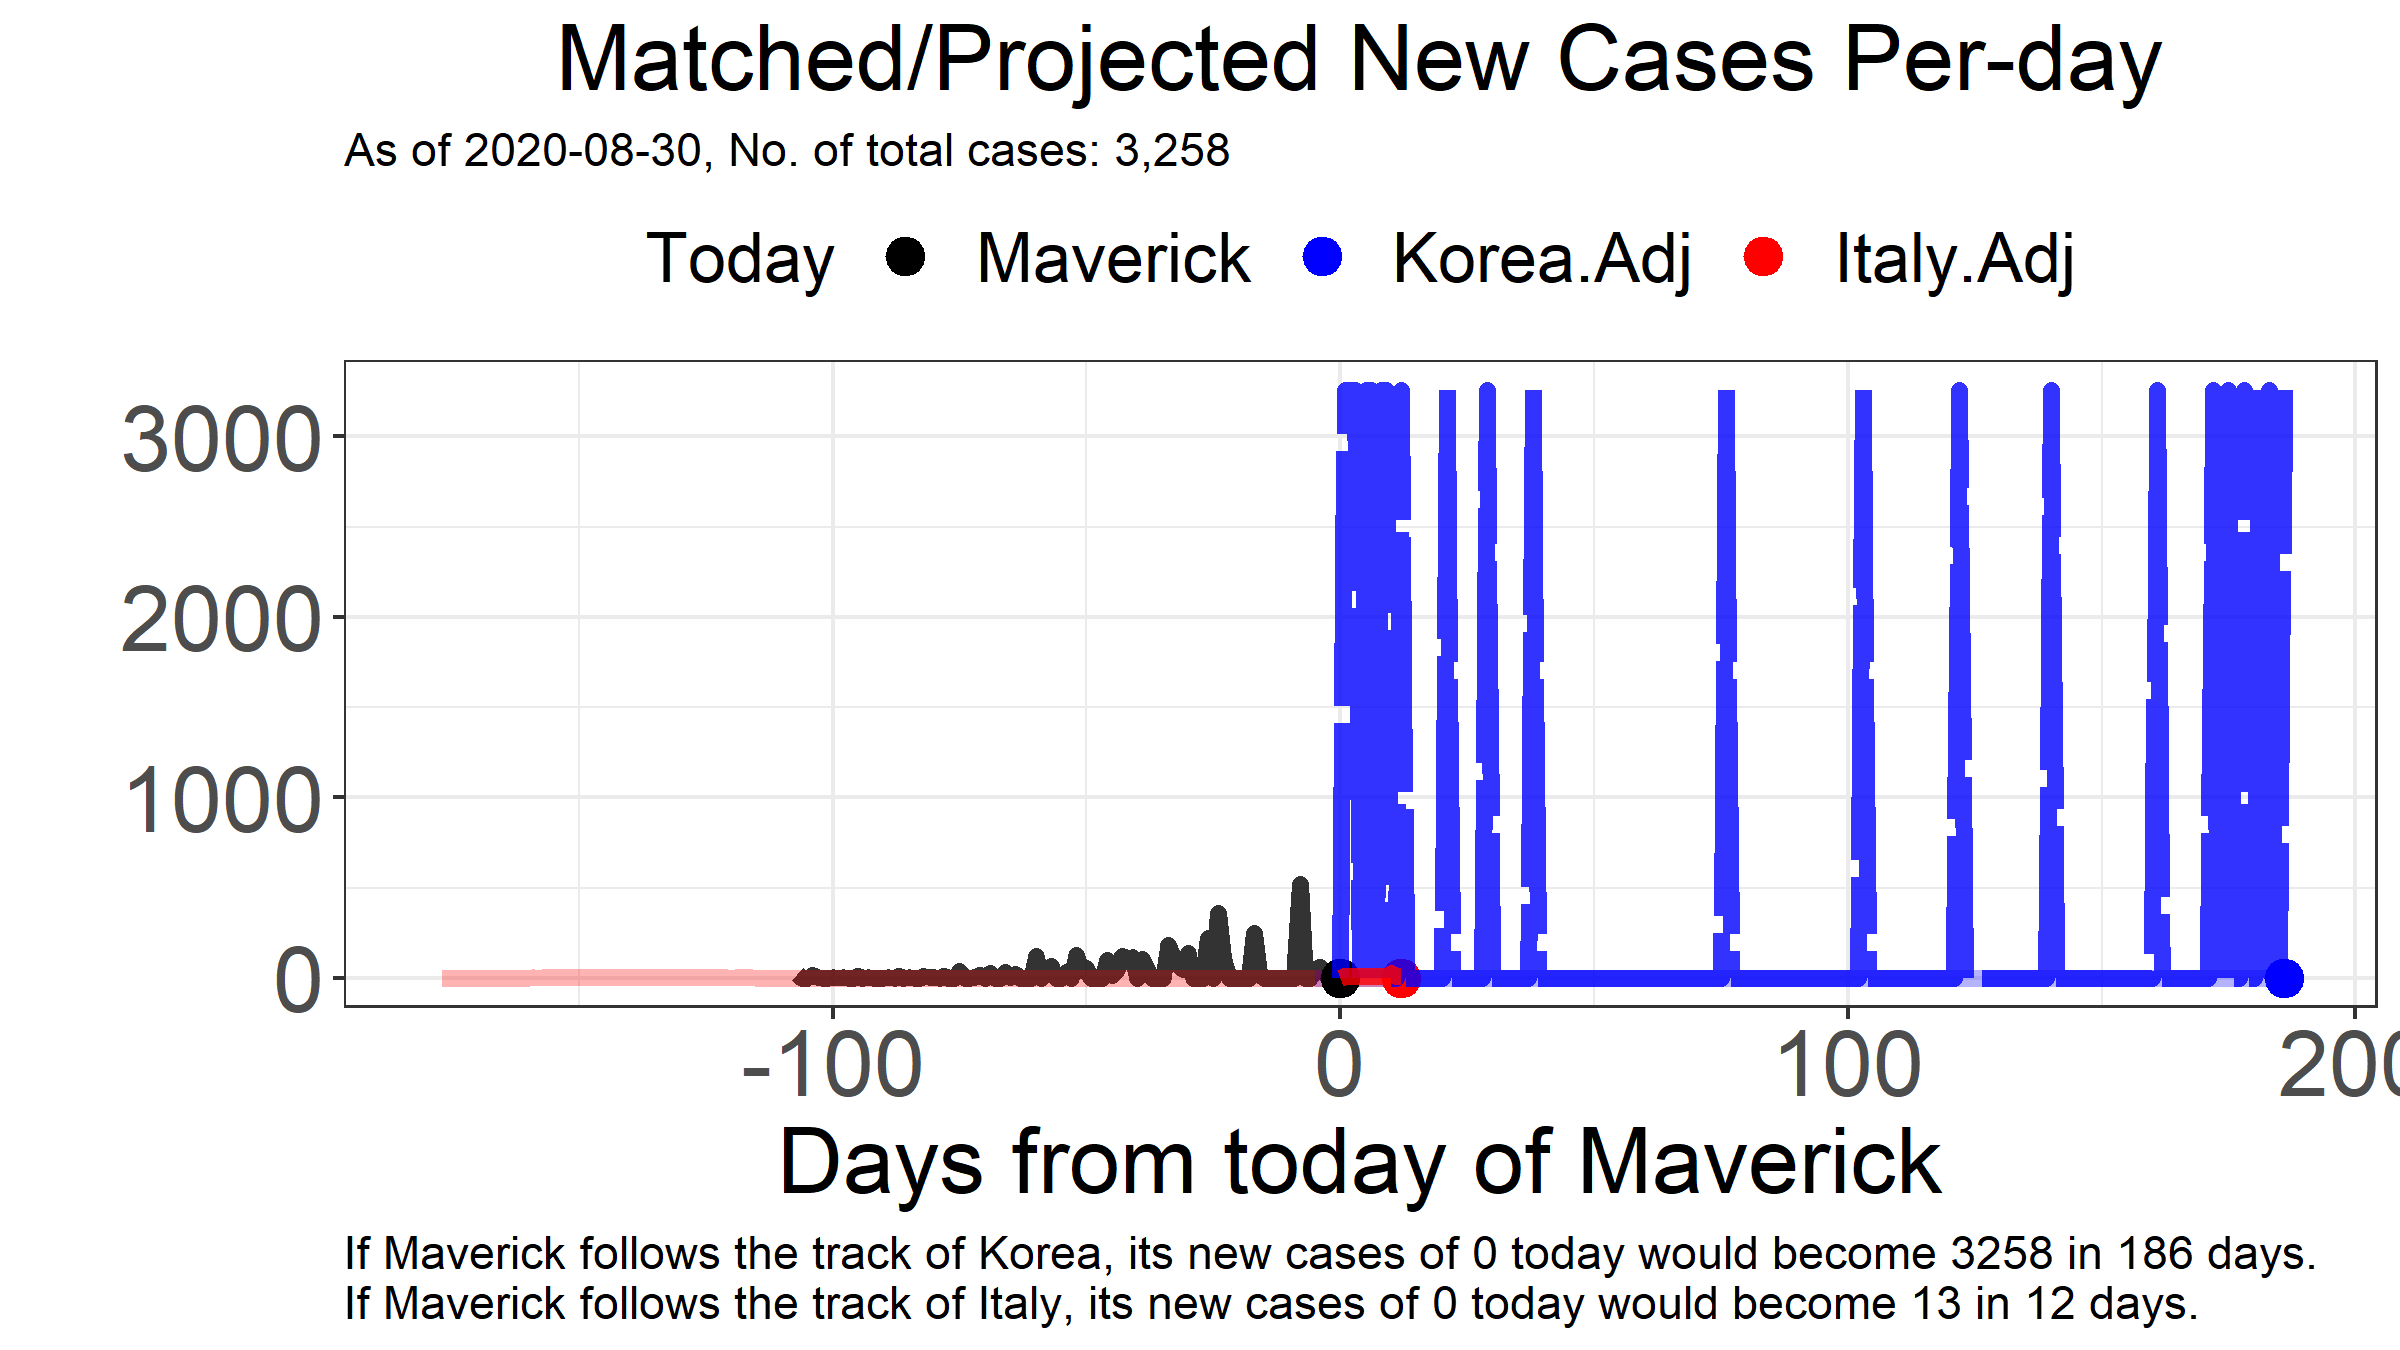 Matched/Projected New Cases Per-day
As of 2020-08-30, No. of total cases: 3,258
Today Maverick Korea.Adj Italy.Adj
3000
2000
1000
0
-100 0 100 200
Days from today of Maverick
If Maverick follows the track of Korea, its new cases of 0 today would become 3258 in 186 days.
If Maverick follows the track of Italy, its new cases of 0 today would become 13 in 12 days.